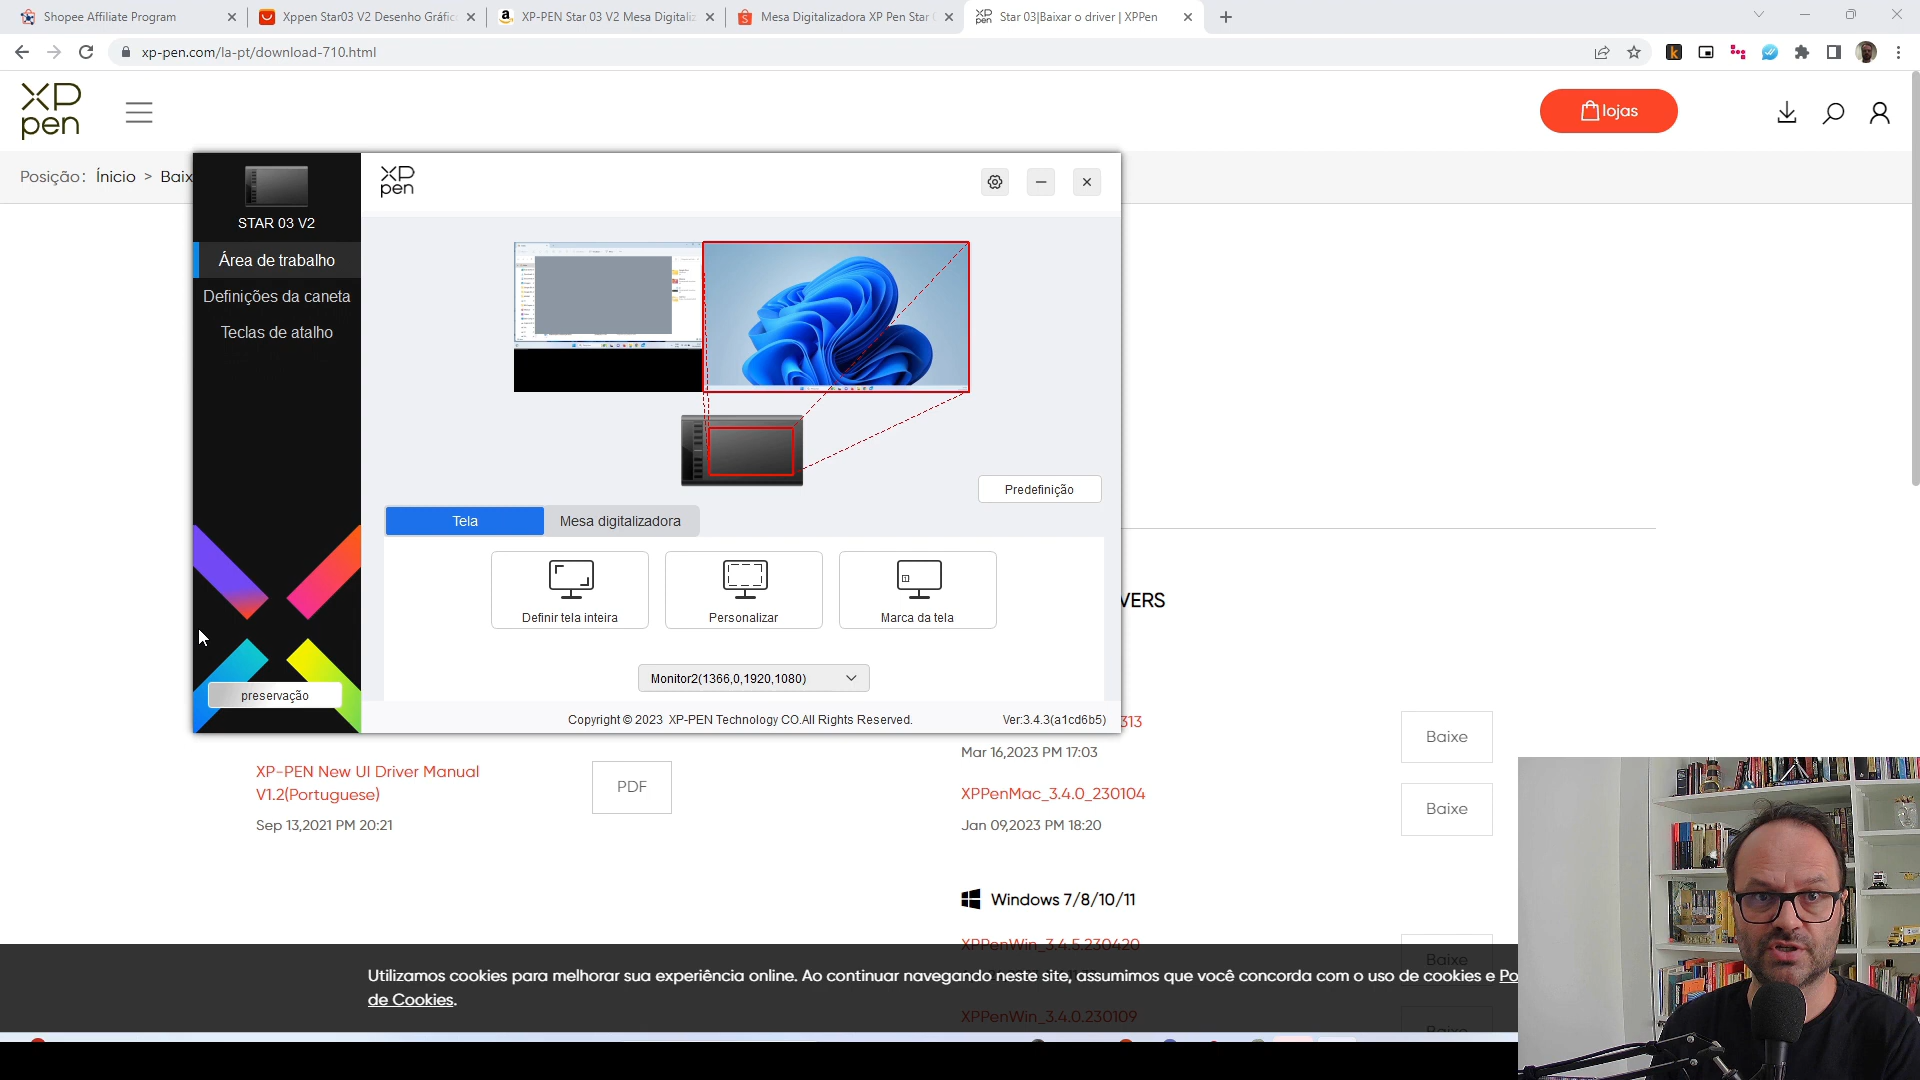 Shopee Affiliate Program
Xppen Star03 V2 Desenho Gráfic
XP-PEN Star 03 V2 Mesa Digitaliz
Mesa Digitalizadora XP Pen Star
Star 03|Baixar o driver | XPPen
xp-pen.com/la-pt/download-710.html
XP
pen
lojas
Posição: Ínicio > Baix
STAR 03 V2
XP
pen
Área de trabalho
Definições da caneta
Teclas de atalho
Predefinição
Tela
Mesa digitalizadora
Definir tela inteira
Personalizar
Marca da tela
VERS
Monitor2(1366,0,1920,1080)
preservação
Copyright © 2023 XP-PEN Technology CO.All Rights Reserved.
Ver:3.4.3(a1cd6b5)
313
Mar 16,2023 PM 17:03
Baixe
XP-PEN New UI Driver Manual
V1.2(Portuguese)
Sep 13,2021 PM 20:21
PDF
XPPenMac_3.4.0_230104
Jan 09,2023 PM 18:20
Baixe
Windows 7/8/10/11
XPPenWin_3.4.5.230420
Baixe
Utilizamos cookies para melhorar sua experiência online. Ao continuar navegando neste site, assumimos que você concorda com o uso de cookies e Po
de Cookies.
XPPenWin_3.4.0.230109
Baixe